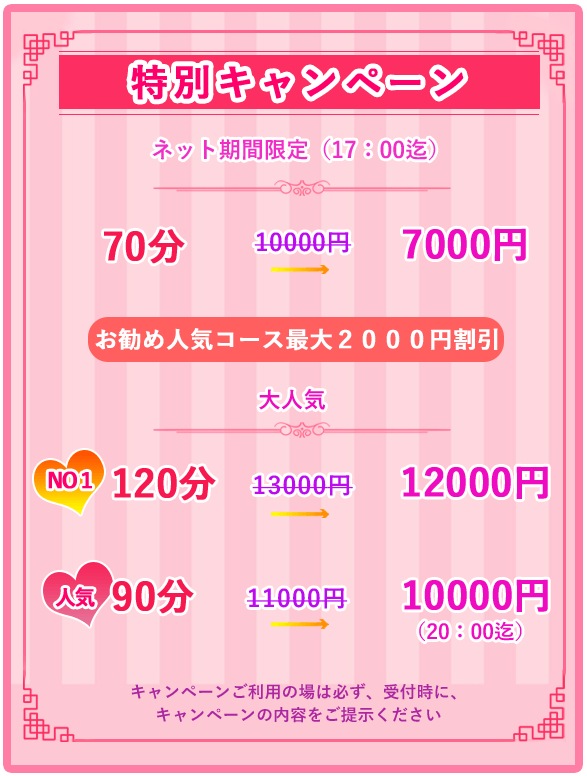 特別キャンペーン
ネット期間限定（17：00迄）
70分 10000円 7000円
お勧め人気コース最大２０００円割引
大人気
NO1 120分 13000円 12000円
人気 90分 11000円 10000円
（20：00迄）
キャンペーンご利用の場は必ず、受付時に、
キャンペーンの内容をご提示ください